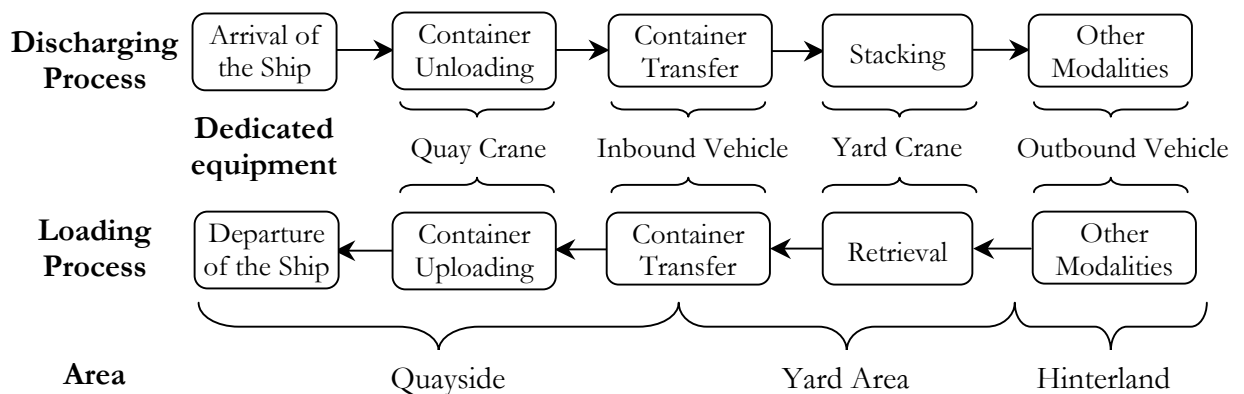 Discharging
Process
Arrival of
the Ship
Container
Unloading
Container
Transfer
Stacking
Other
Modalities
Dedicated
equipment
Quay Crane
Inbound Vehicle
Yard Crane
Outbound Vehicle
Loading
Process
Departure
of the Ship
Container
Uploading
Container
Transfer
Retrieval
Other
Modalities
Area
Quayside
Yard Area
Hinterland